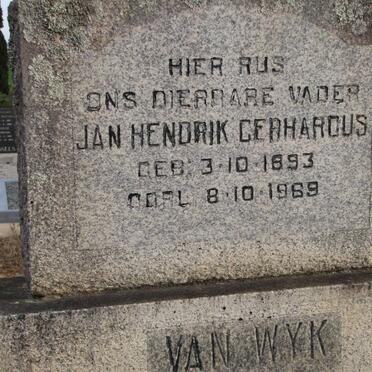 HIER RUS
ONS DIERBARE VADER
JAN HENDRIK GERHARDUS
GEB. 3·10·1893
OORL 8·10·1969
VAN WYK